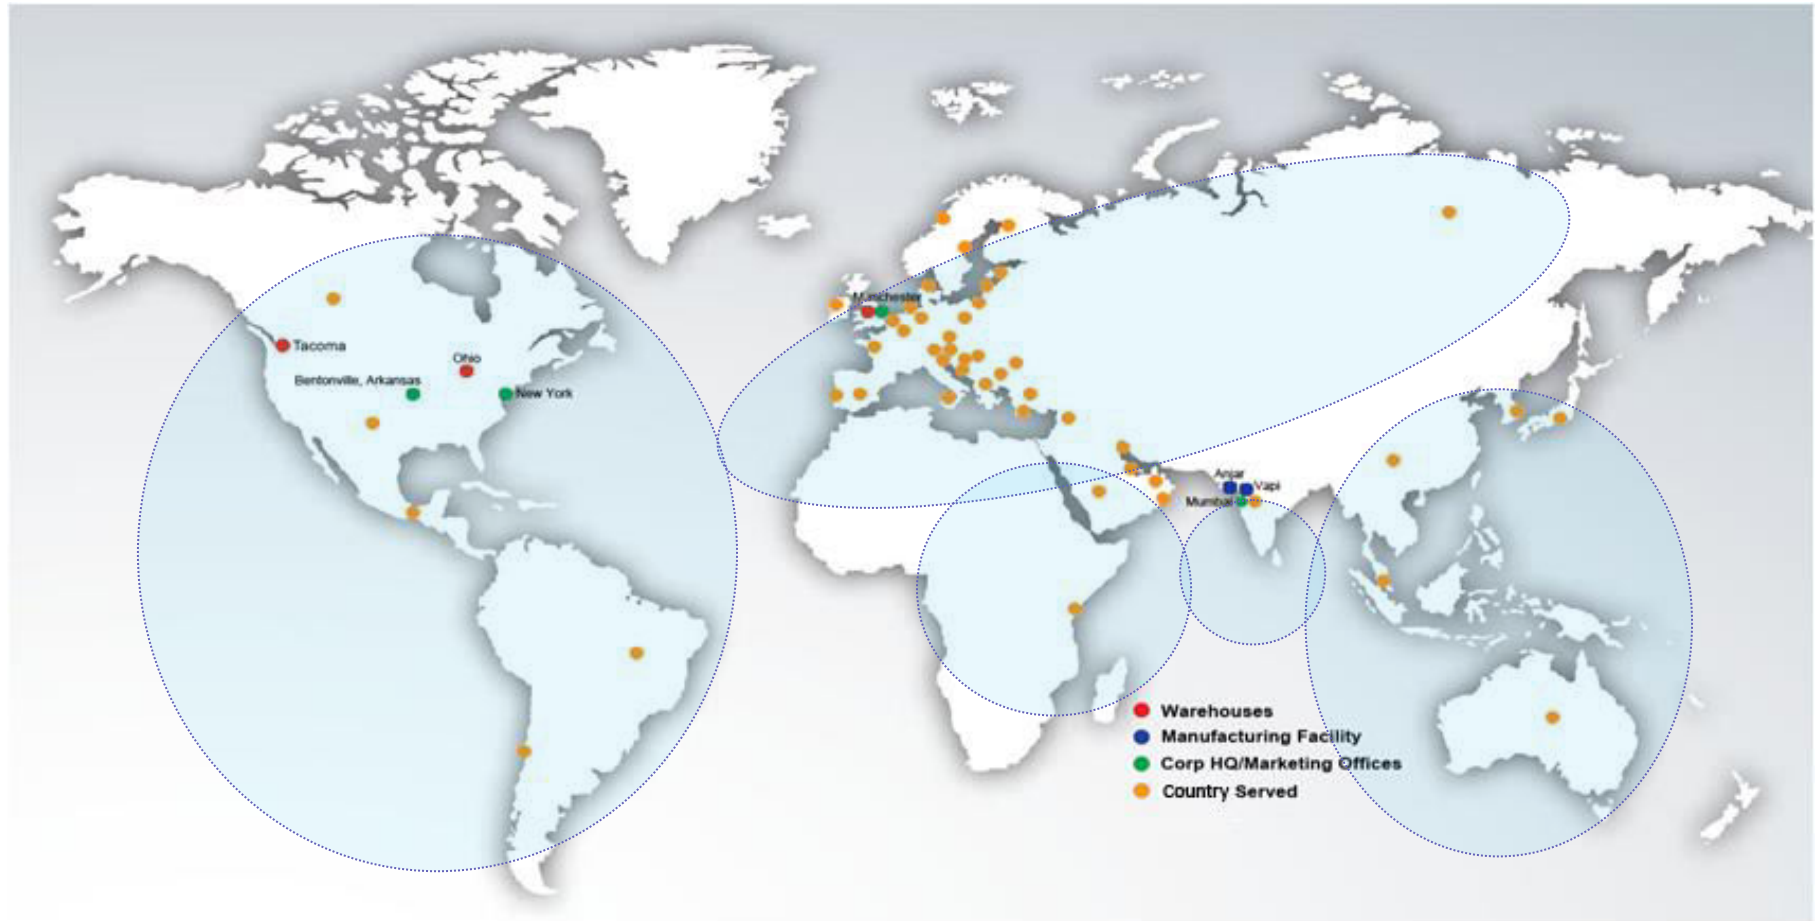 Manchester
Tacoma
Ohio
Bentonville, Arkansas
New York
Anjar
Vapi
Mumbai
Warehouses
Manufacturing Facility
Corp HQ/Marketing Offices
Country Served